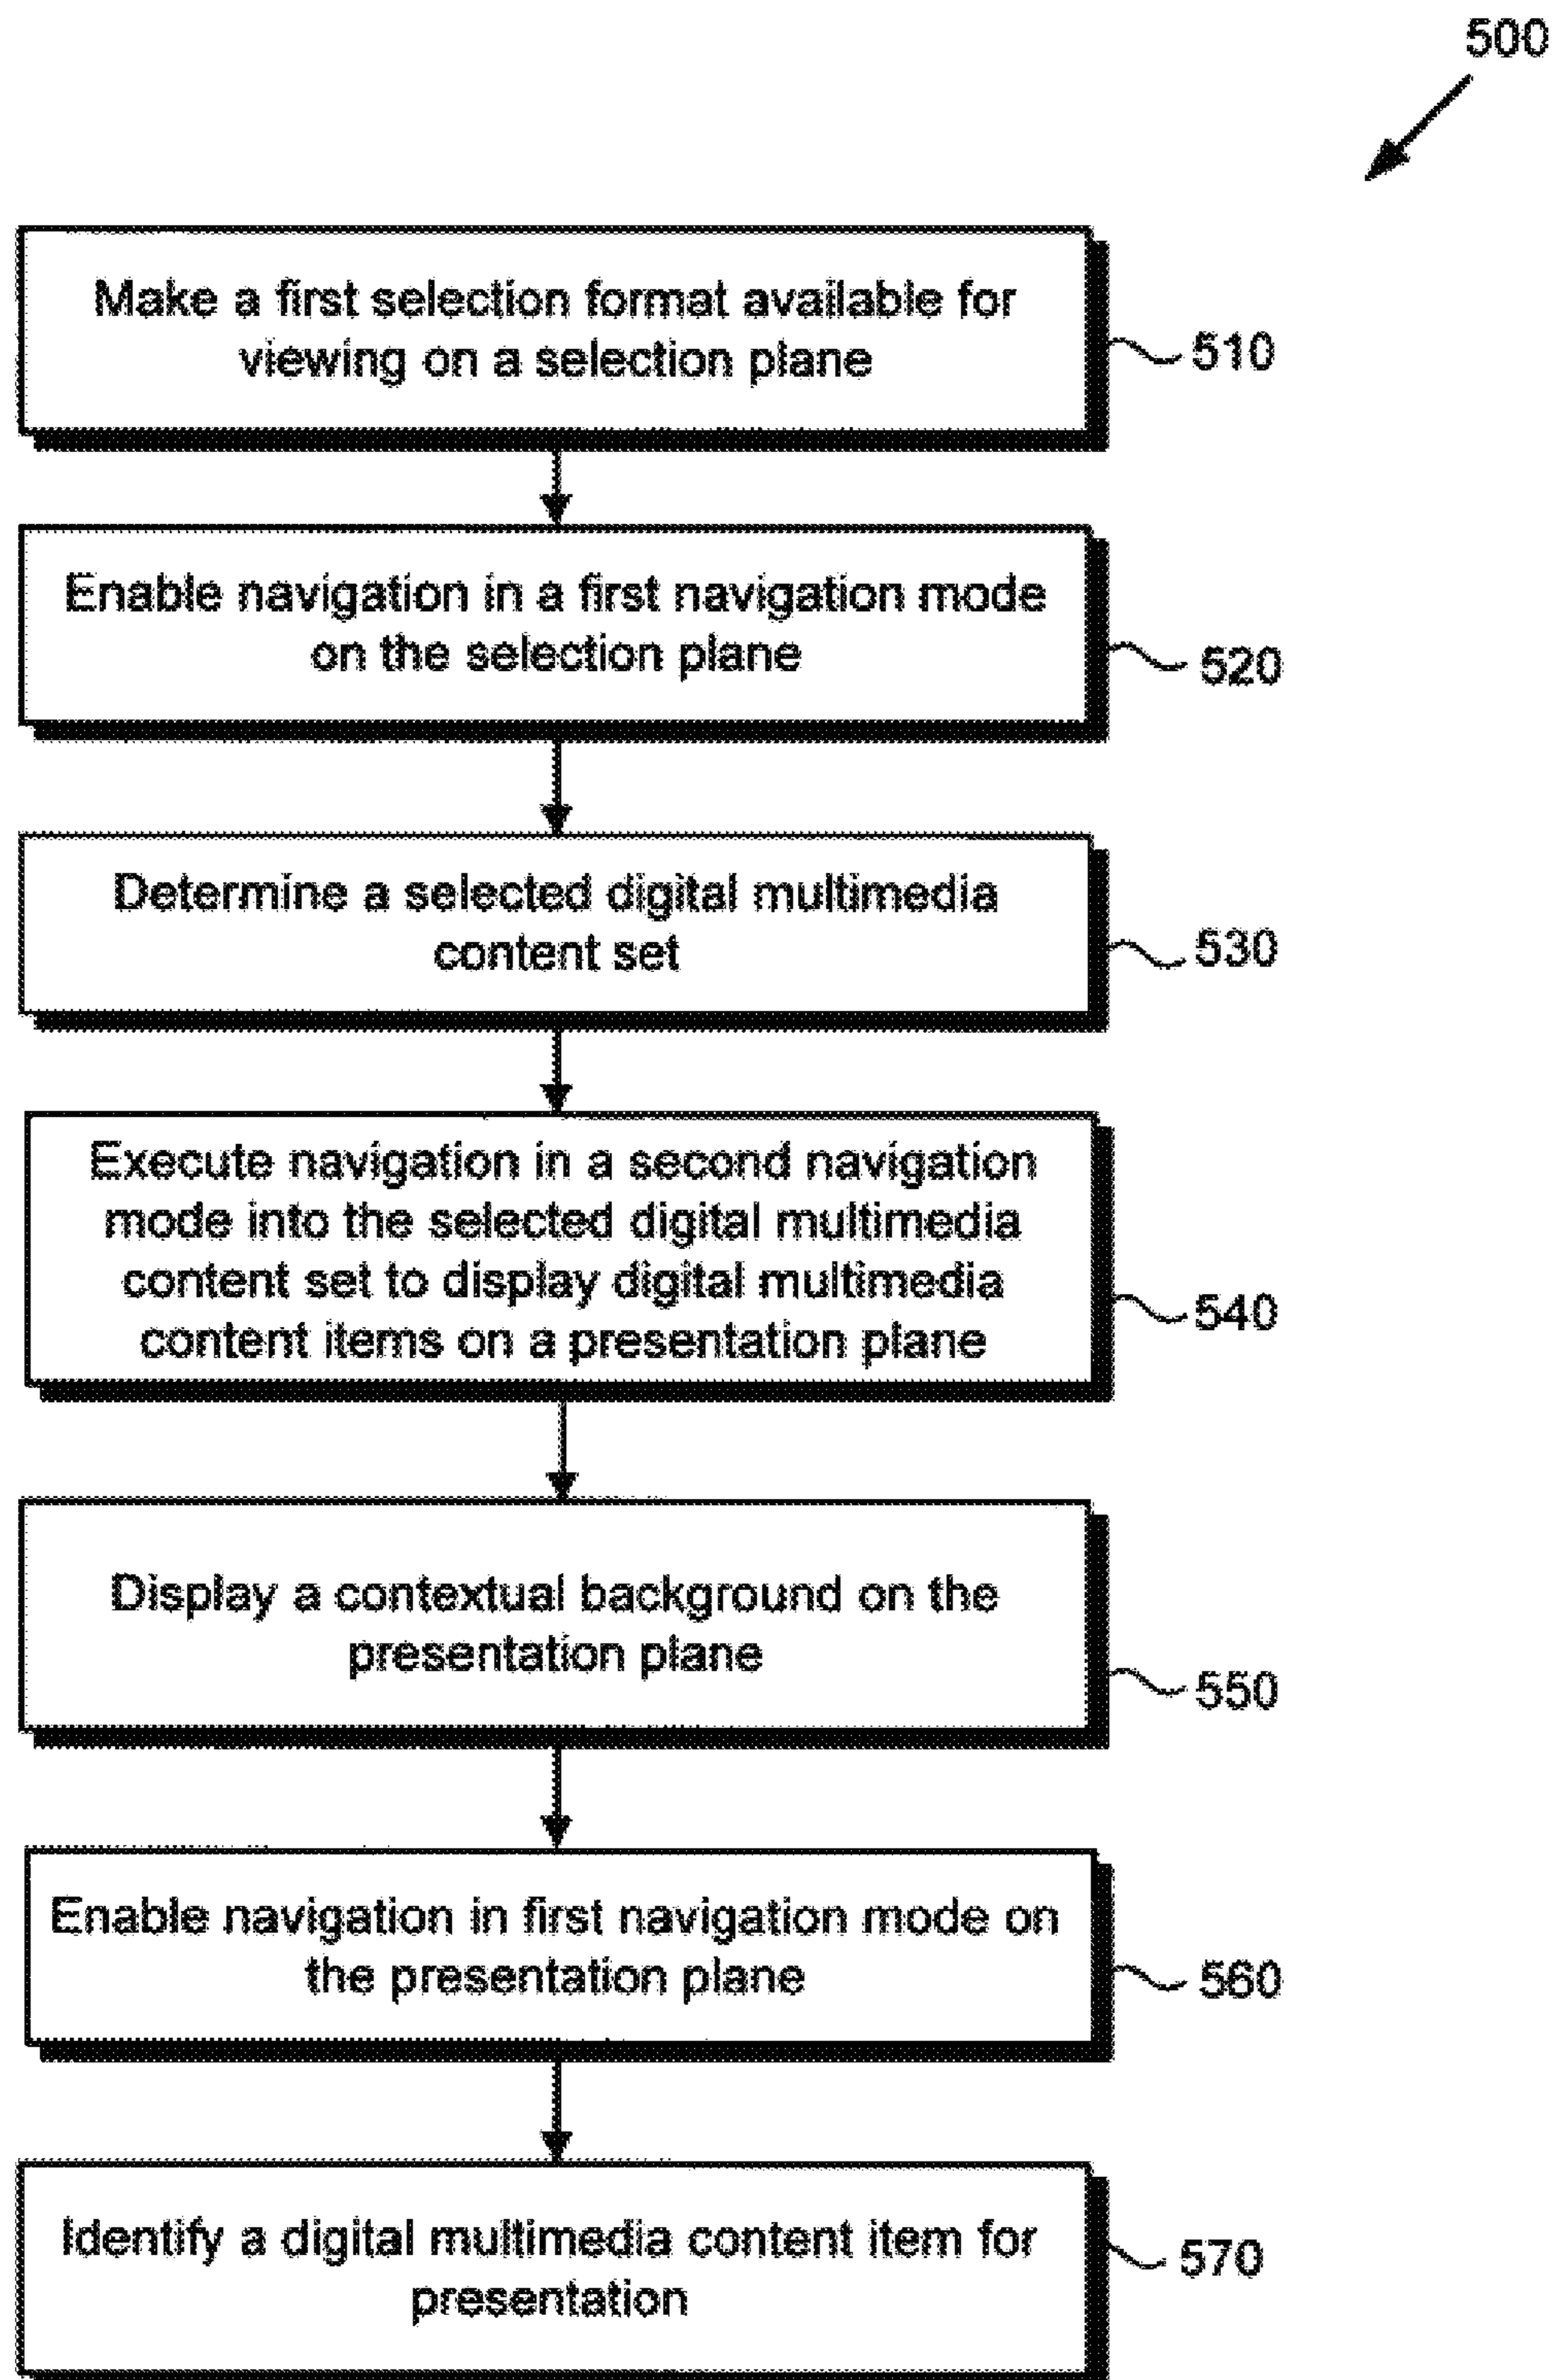 500
Make a first selection format available for
viewing on a selection plane
510
Enable navigation in a first navigation mode
on the selection plane
520
Determine a selected digital multimedia
content set
530
Execute navigation in a second navigation
mode into the selected digital multimedia
content set to display digital multimedia
content items on a presentation plane
540
Display a contextual background on the
presentation plane
550
Enable navigation in first navigation mode on
the presentation plane
560
Identify a digital multimedia content item for
presentation
570